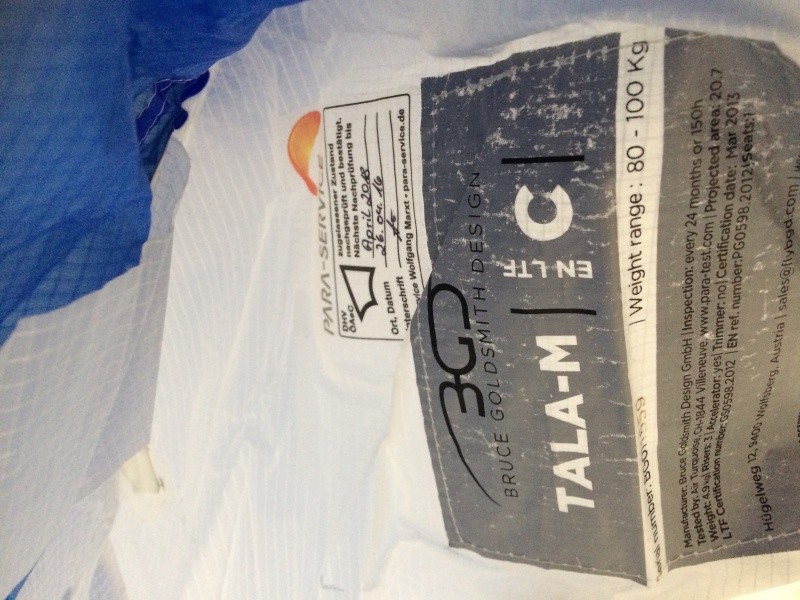 PARA-SERVICE
DHV
ÖAeC
zugelassener Zustand
nachgeprüft und bestätigt.
Nächste Nachprüfung bis
April 2018
26.04.16
Ort, Datum
Wolfgang Marxt • para-service.de
BGD
BRUCE GOLDSMITH DESIGN
TALA-M | EN LTF C |
number:
| Weight range: 80 - 100 Kg
Manufacturer: Bruce Goldsmith Design GmbH | Inspection: every 24 months or 150h
Tested by: Air Turquoise, CH-1844 Villeneuve, www.para-test.com | Projected area: 20.7
Weight: 4.9 kg | Risers: 3 | Accelerator: yes | Trimmer: no | Certification date: Mar 2013
LTF Certification number: GS0598.2012 | EN ref. number: PG0598.2012 | Seats: 1
Hügelweg 12, 9400 Wolfsberg, Austria | sales@flybgd.com |